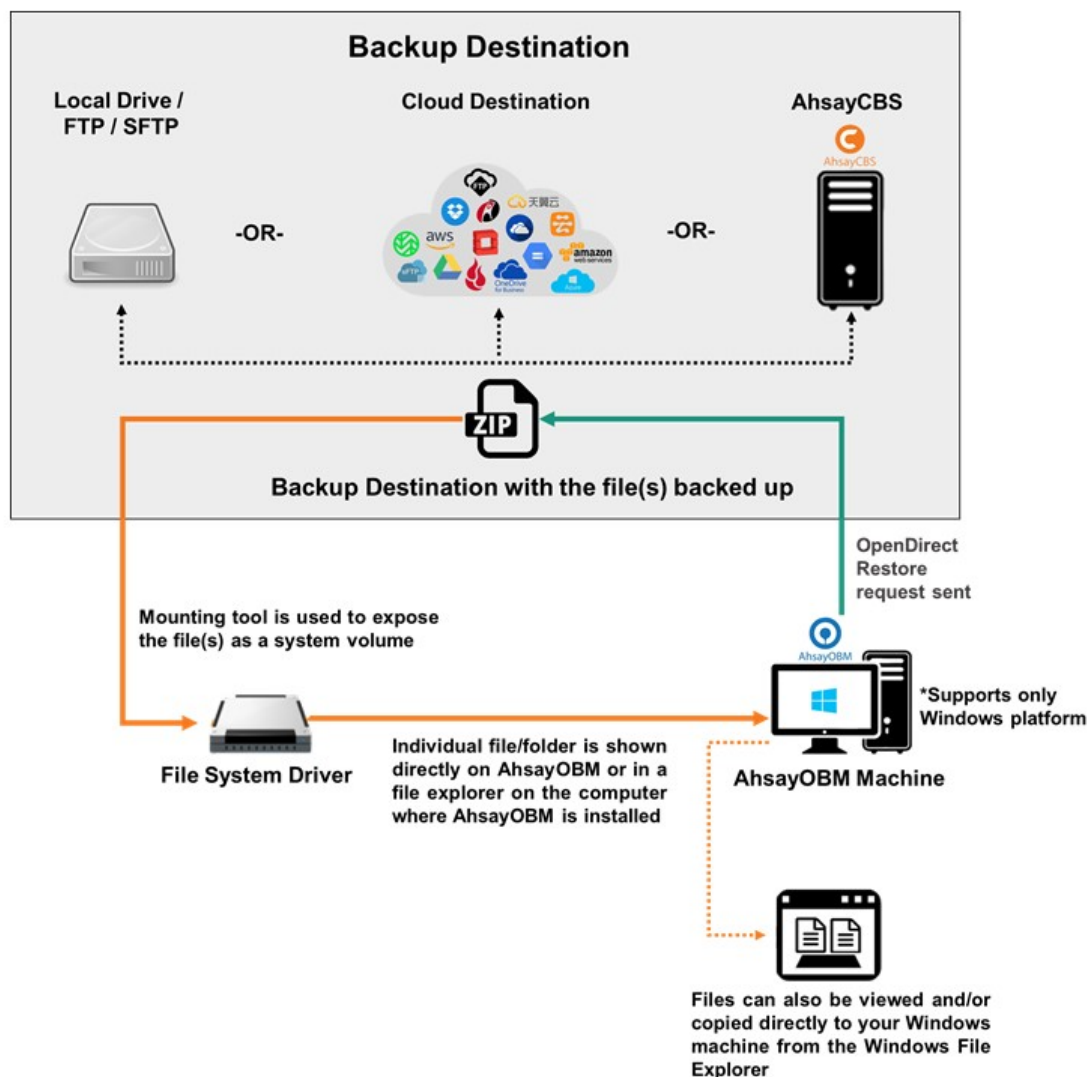 Backup Destination
Local Drive /
FTP / SFTP
Cloud Destination
AhsayCBS
AhsayCBS
-OR-
-OR-
FTP
天翼云
aws
amazon
web services
sFTP
OneDrive
for Business
Azure
ZIP
Backup Destination with the file(s) backed up
OpenDirect
Restore
request sent
Mounting tool is used to expose
the file(s) as a system volume
AhsayOBM
*Supports only
Windows platform
File System Driver
Individual file/folder is shown
directly on AhsayOBM or in a
file explorer on the computer
where AhsayOBM is installed
AhsayOBM Machine
Files can also be viewed and/or
copied directly to your Windows
machine from the Windows File
Explorer